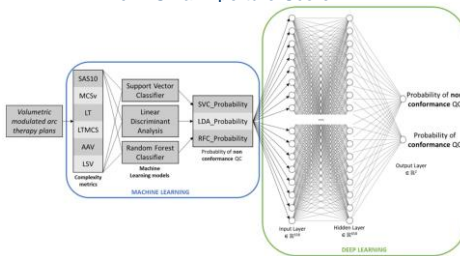 Volumetric
modulated arc
therapy plans
SAS10
MCSv
LT
LTMCS
AAV
LSV
Complexity
metrics
Support Vector
Classifier
Linear
Discriminant
Analysis
Random Forest
Classifier
Machine
Learning models
SVC_Probability
LDA_Probability
RFC_Probability
Probability of non
conformance QC
MACHINE LEARNING
Input Layer
Hidden Layer
Probability of non
conformance QC
Probability of
conformance QC
Output Layer
DEEP LEARNING